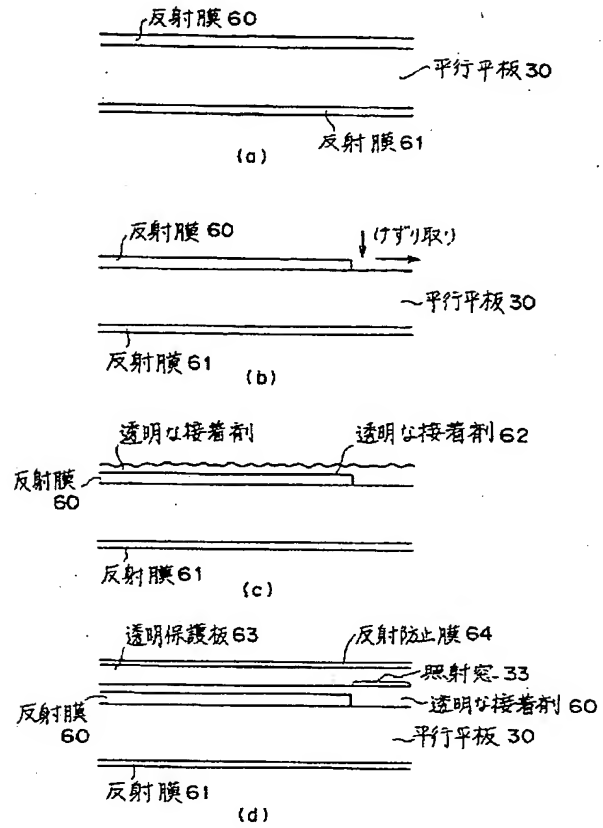 反射膜60
平行平板30
反射膜61
(a)
反射膜60
けずり取り
平行平板30
反射膜61
(b)
透明な接着剤
透明な接着剤62
反射膜
60
反射膜61
(c)
透明保護板63
反射防止膜64
照射窓33
反射膜
60
透明な接着剤60
平行平板30
反射膜61
(d)